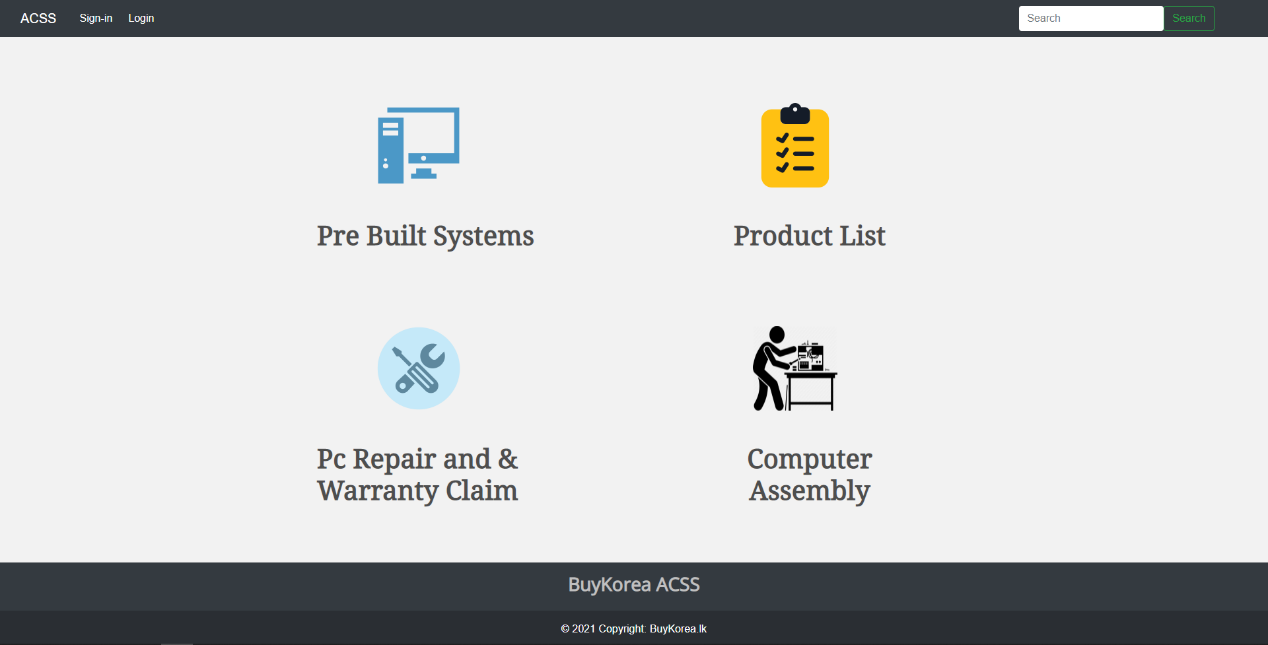 ACSS Sign-in Login Search Search
Pre Built Systems
Product List
Pc Repair and &
Warranty Claim
Computer
Assembly
BuyKorea ACSS
© 2021 Copyright: BuyKorea.lk